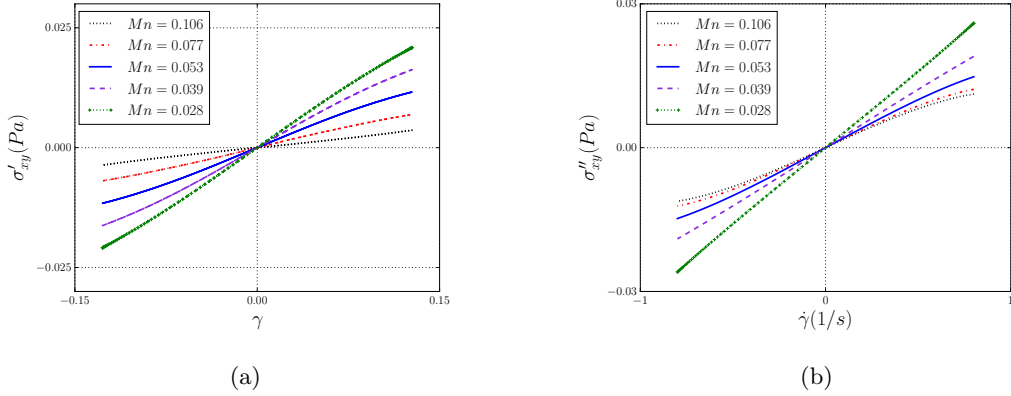 0.025
0.000
−0.025
−0.15
0.00
0.15
σ′xy(Pa)
γ
Mn = 0.106
Mn = 0.077
Mn = 0.053
Mn = 0.039
Mn = 0.028
(a)
0.03
0.00
−0.03
−1
0
1
σ′′xy(Pa)
γ̇(1/s)
Mn = 0.106
Mn = 0.077
Mn = 0.053
Mn = 0.039
Mn = 0.028
(b)